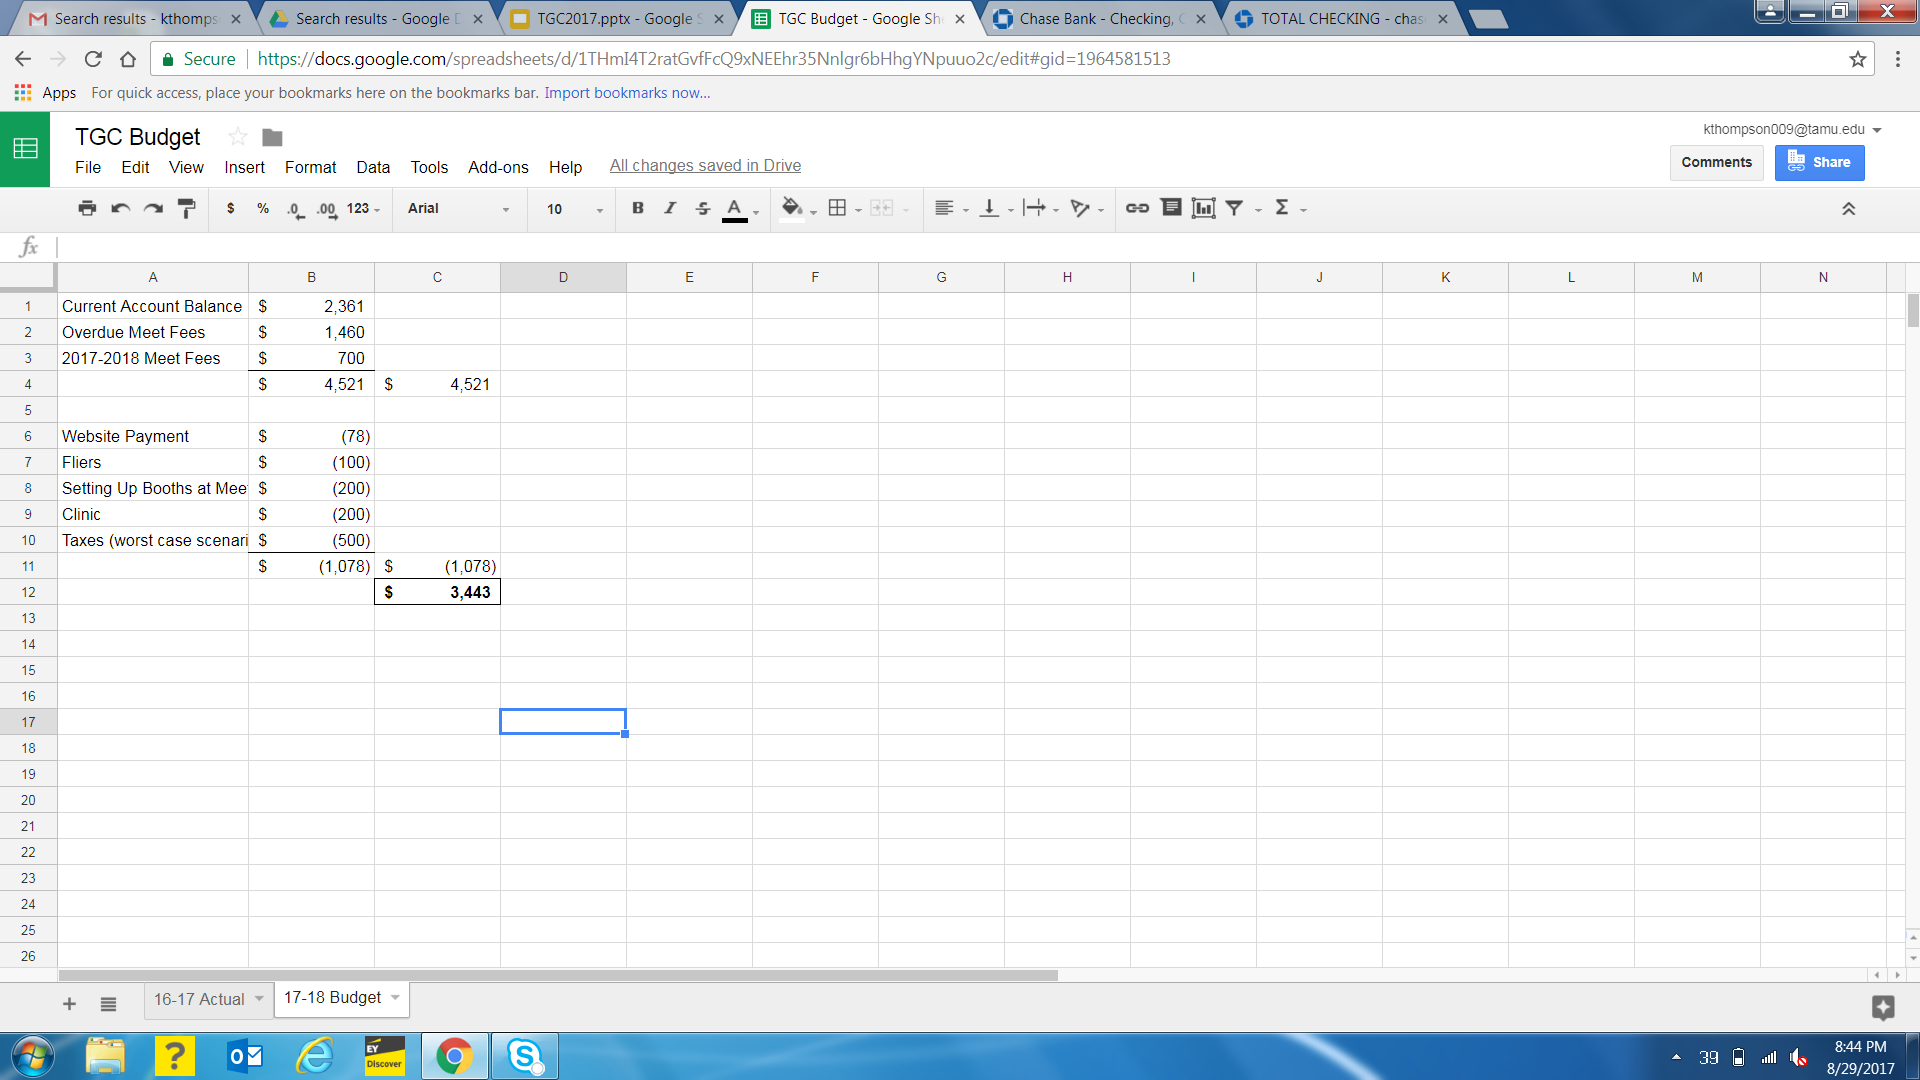 Search results - kthomps
Search results - Google D
TGC2017.pptx - Google S
TGC Budget - Google She
Chase Bank - Checking, C
TOTAL CHECKING - chas
Secure
https://docs.google.com/spreadsheets/d/1THmI4T2ratGvfFcQ9xNEEhr35Nnlgr6bHhgYNpuuo2c/edit#gid=1964581513
Apps For quick access, place your bookmarks here on the bookmarks bar. Import bookmarks now...
TGC Budget
kthompson009@tamu.edu
File Edit View Insert Format Data Tools Add-ons Help All changes saved in Drive
Comments Share
$ % .0 .00 123 Arial 10 B I S A Σ
fx
A B C D E F G H I J K L M N
1 Current Account Balance $ 2,361
2 Overdue Meet Fees $ 1,460
3 2017-2018 Meet Fees $ 700
4 $ 4,521 $ 4,521
5
6 Website Payment $ (78)
7 Fliers $ (100)
8 Setting Up Booths at Mee $ (200)
9 Clinic $ (200)
10 Taxes (worst case scenari $ (500)
11 $ (1,078) $ (1,078)
12 $ 3,443
13
14
15
16
17
18
19
20
21
22
23
24
25
26
16-17 Actual 17-18 Budget
EY
Discover
39
8:44 PM
8/29/2017